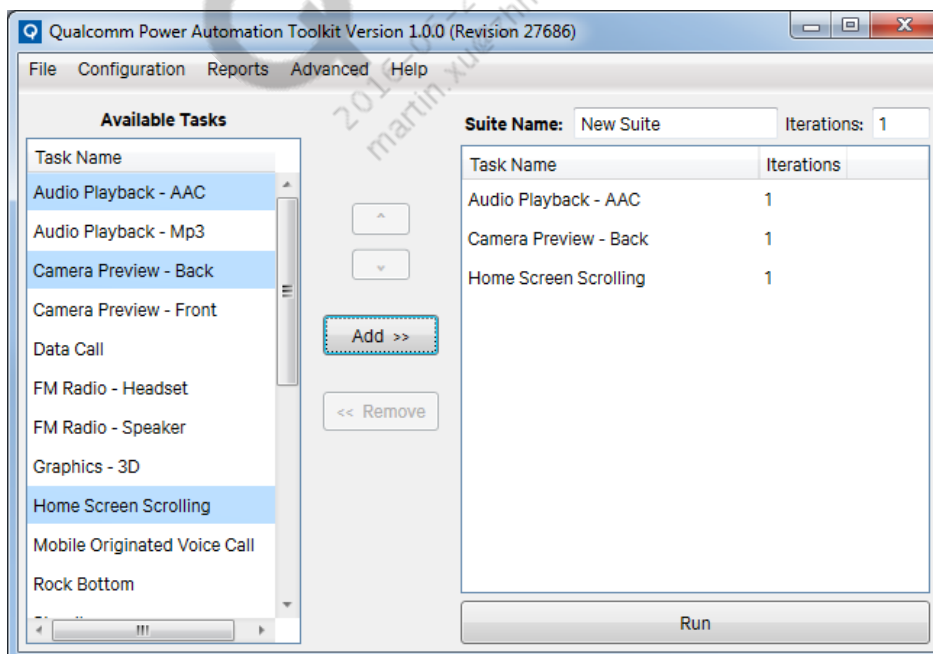 Qualcomm Power Automation Toolkit Version 1.0.0 (Revision 27686)
File Configuration Reports Advanced Help
Available Tasks
Task Name
Audio Playback - AAC
Audio Playback - Mp3
Camera Preview - Back
Camera Preview - Front
Data Call
FM Radio - Headset
FM Radio - Speaker
Graphics - 3D
Home Screen Scrolling
Mobile Originated Voice Call
Rock Bottom
Add >>
<< Remove
Suite Name: New Suite Iterations: 1
Task Name Iterations
Audio Playback - AAC 1
Camera Preview - Back 1
Home Screen Scrolling 1
Run